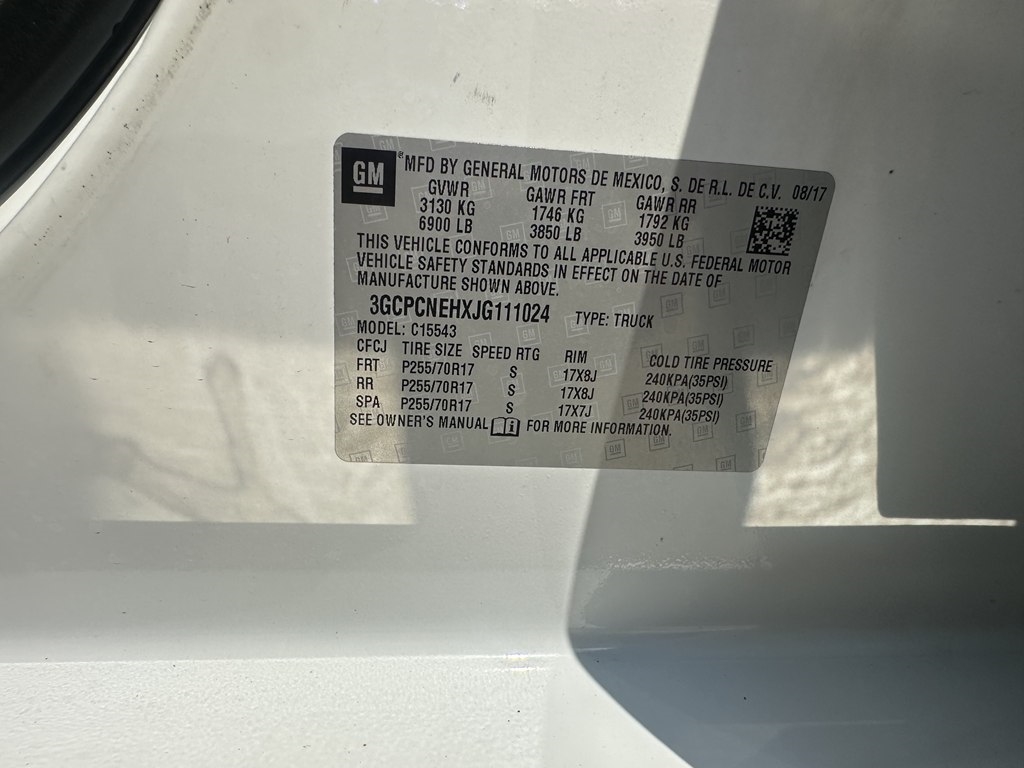 GM ® MFD BY GENERAL MOTORS DE MEXICO, S. DE R.L. DE C.V. 08/17
GVWR GAWR FRT GAWR RR
3130 KG 1746 KG 1792 KG
6900 LB 3850 LB 3950 LB
THIS VEHICLE CONFORMS TO ALL APPLICABLE U.S. FEDERAL MOTOR
VEHICLE SAFETY STANDARDS IN EFFECT ON THE DATE OF
MANUFACTURE SHOWN ABOVE.
3GCPCNEHXJG111024 TYPE: TRUCK
MODEL: C15543
CFCJ TIRE SIZE SPEED RTG RIM COLD TIRE PRESSURE
FRT P255/70R17 S 17X8J 240KPA(35PSI)
RR P255/70R17 S 17X8J 240KPA(35PSI)
SPA P255/70R17 S 17X7J 240KPA(35PSI)
SEE OWNER'S MANUAL FOR MORE INFORMATION.